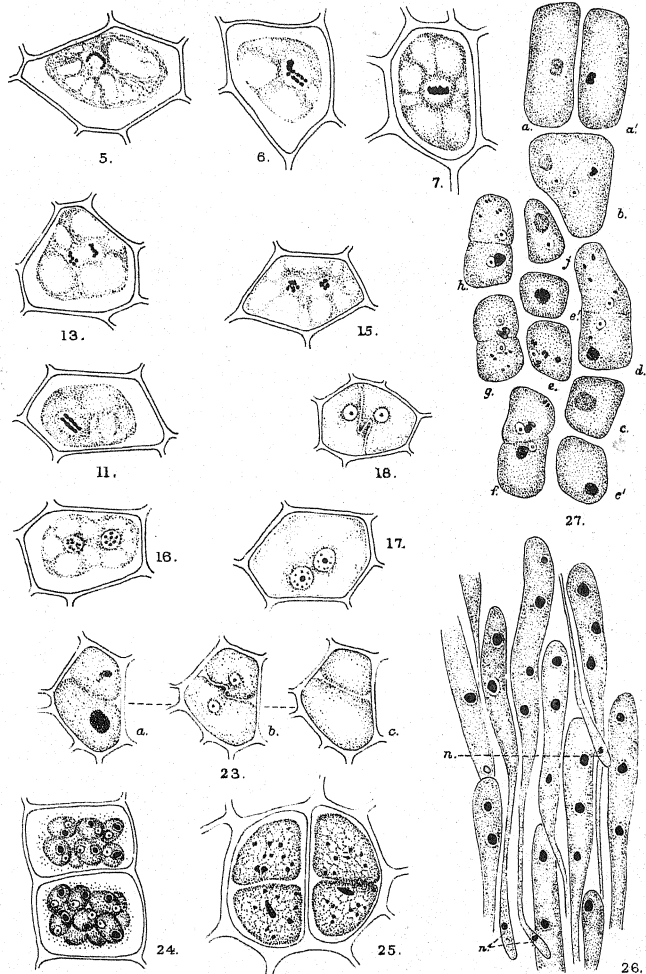 5.
6.
7.
a.
a'.
b.
13.
15.
h.
j
e'.
d.
g.
e.
c.
11.
18.
f.
c'
27.
16.
17.
a.
b.
c.
23.
n.
24.
25.
n.
26.